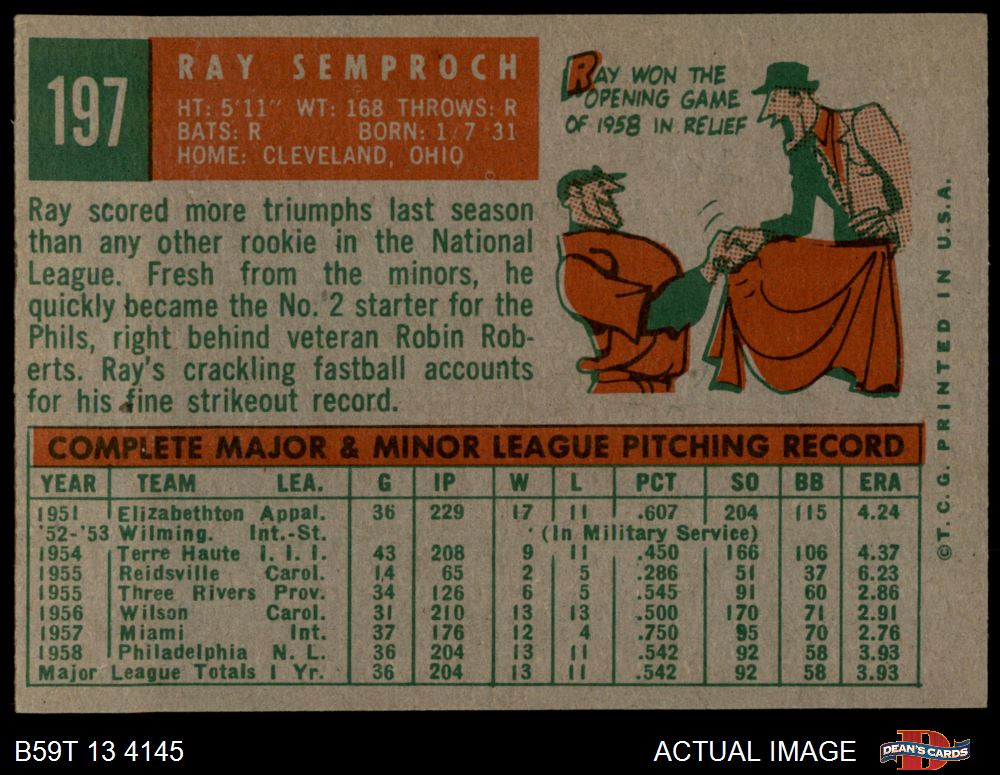 197
RAY SEMPROCH
HT: 5'11" WT: 168 THROWS: R
BATS: R BORN: 1/7 31
HOME: CLEVELAND, OHIO
RAY WON THE
OPENING GAME
OF 1958 IN RELIEF
Ray scored more triumphs last season
than any other rookie in the National
League. Fresh from the minors, he
quickly became the No. 2 starter for the
Phils, right behind veteran Robin Rob-
erts. Ray's crackling fastball accounts
for his fine strikeout record.
COMPLETE MAJOR & MINOR LEAGUE PITCHING RECORD
YEAR TEAM LEA. G IP W L PCT SO BB ERA
1951 Elizabethton Appal. 36 229 17 11 .607 204 115 4.24
'52-'53 Wilming. Int.-St. (In Military Service)
1954 Terre Haute I. I. I. 43 208 9 11 .450 166 106 4.37
1955 Reidsville Carol. 14 65 2 5 .286 51 37 6.23
1955 Three Rivers Prov. 34 126 6 5 .545 91 60 2.86
1956 Wilson Carol. 31 210 13 13 .500 170 71 2.91
1957 Miami Int. 37 176 12 4 .750 95 70 2.76
1958 Philadelphia N. L. 36 204 13 11 .542 92 58 3.93
Major League Totals 1 Yr. 36 204 13 11 .542 92 58 3.93
© T. C. G. PRINTED IN U.S.A.
B59T 13 4145
ACTUAL IMAGE
D
DEAN'S CARDS